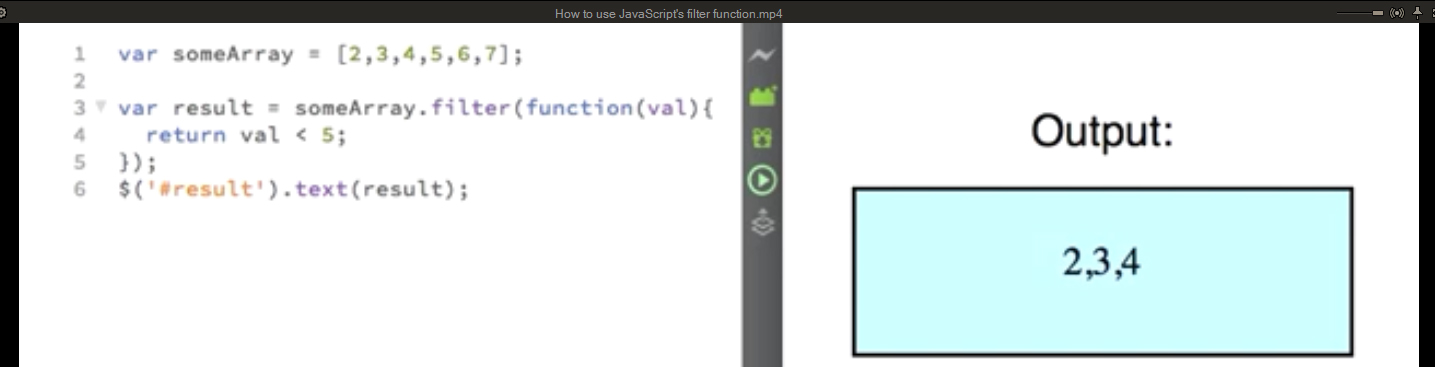 How to use JavaScript's filter function.mp4
1 var someArray = [2,3,4,5,6,7];
2
3 var result = someArray.filter(function(val){
4 return val < 5;
5 });
6 $('#result').text(result);
Output:
2,3,4